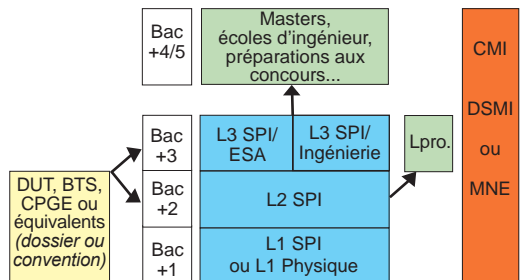 Bac
+4/5
Masters,
écoles d'ingénieur,
préparations aux
concours...
CMI
DSMI
ou
MNE
Bac
+3
L3 SPI/
ESA
L3 SPI/
Ingénierie
Lpro.
DUT, BTS,
CPGE ou
équivalents
(dossier ou
convention)
Bac
+2
L2 SPI
Bac
+1
L1 SPI
ou L1 Physique